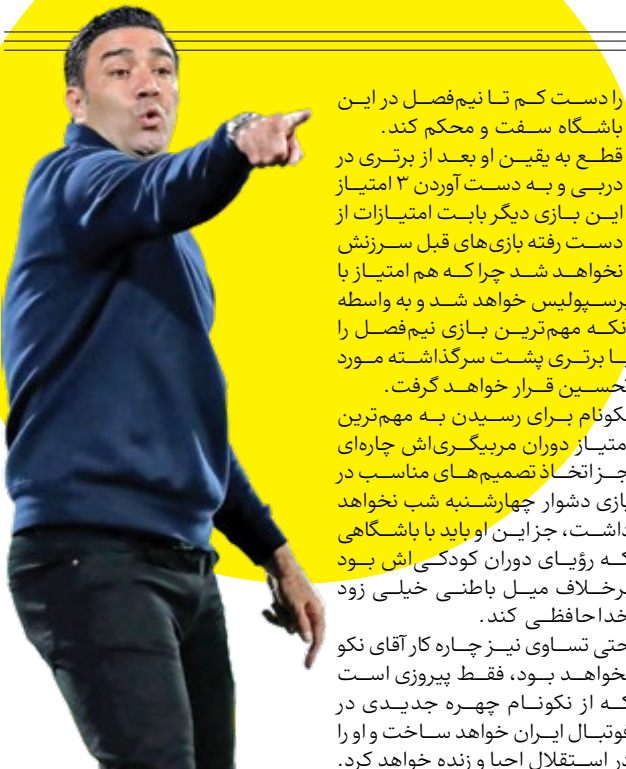 را دست کم تا نیم‌فصل در این
باشگاه سفت و محکم کند.
قطع به یقین او بعد از برتری در
دربی و به دست آوردن ۳ امتیاز
این بازی دیگر بابت امتیازات از
دست رفته بازی‌های قبل سرزنش
نخواهد شد چرا که هم امتیاز با
پرسپولیس خواهد شد و به واسطه
آنکه مهم‌ترین بازی نیم‌فصل را
با برتری پشت سرگذاشته مورد
تحسین قرار خواهد گرفت.
نکونام برای رسیدن به مهم‌ترین
امتیاز دوران مربیگری‌اش چاره‌ای
جز اتخاذ تصمیم‌های مناسب در
بازی دشوار چهارشنبه شب نخواهد
داشت، جز این او باید با باشگاهی
که رؤیای دوران کودکی‌اش بود
برخلاف میل باطنی خیلی زود
خداحافظی کند.
حتی تساوی نیز چاره کار آقای نکو
نخواهد بود، فقط پیروزی است
که از نکونام چهره جدیدی در
فوتبال ایران خواهد ساخت و او را
در استقلال احیا و زنده خواهد کرد.